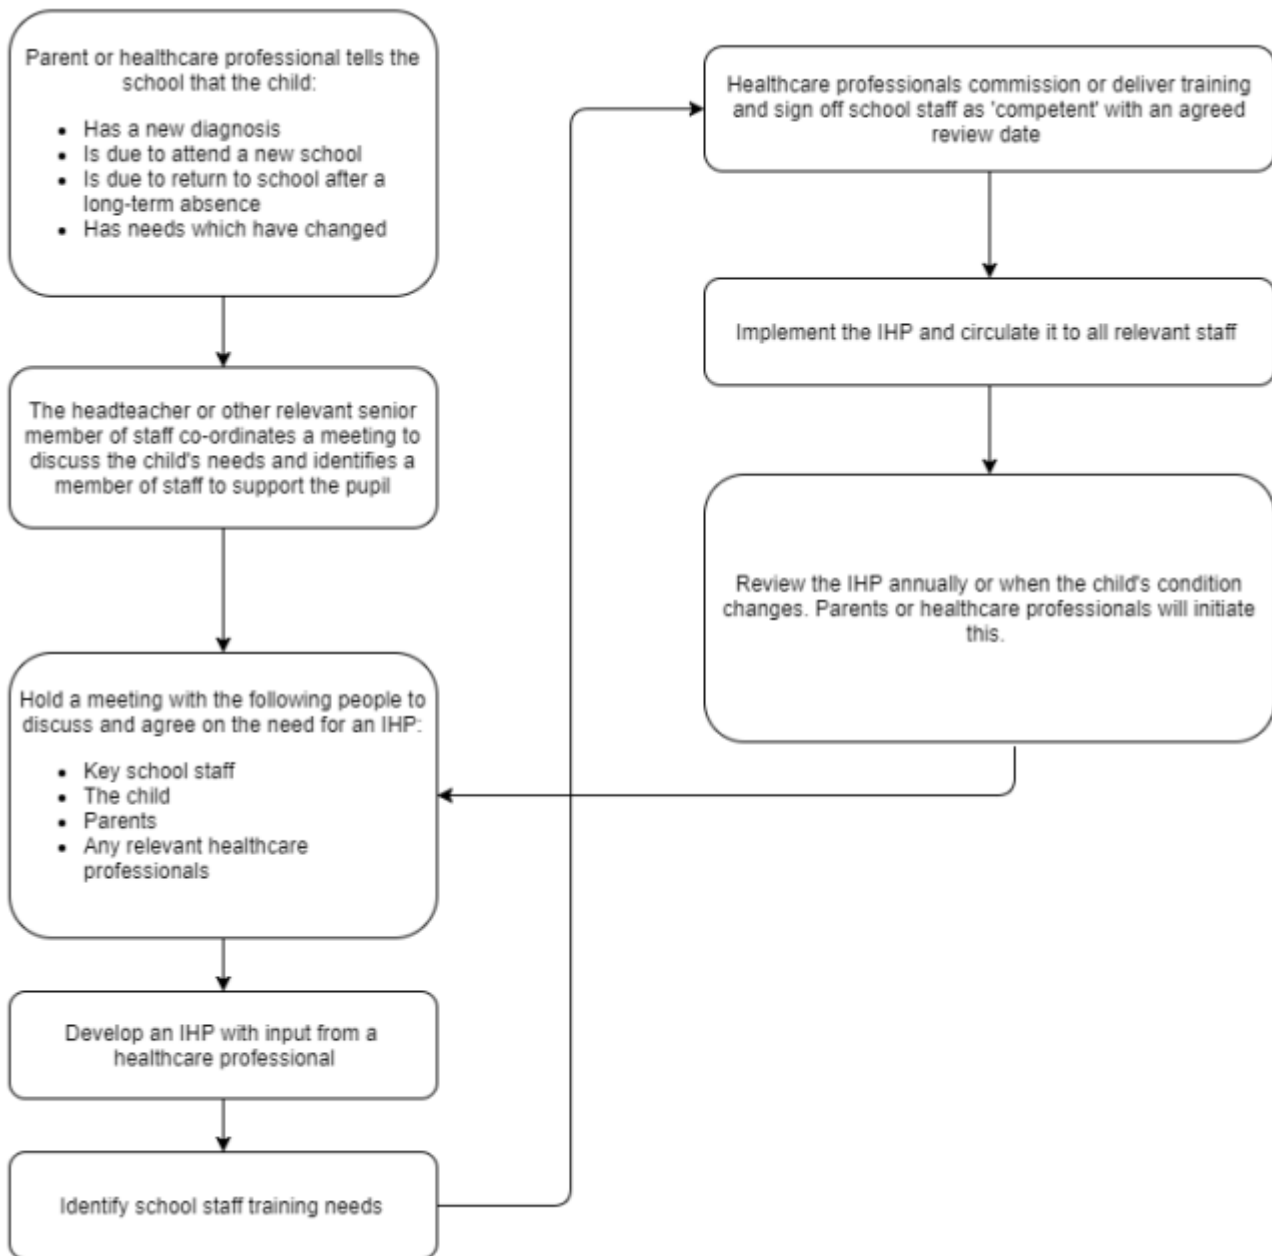 Parent or healthcare professional tells the
school that the child:
• Has a new diagnosis
• Is due to attend a new school
• Is due to return to school after a
long-term absence
• Has needs which have changed
The headteacher or other relevant senior
member of staff co-ordinates a meeting to
discuss the child's needs and identifies a
member of staff to support the pupil
Hold a meeting with the following people to
discuss and agree on the need for an IHP:
• Key school staff
• The child
• Parents
• Any relevant healthcare
professionals
Develop an IHP with input from a
healthcare professional
Identify school staff training needs
Healthcare professionals commission or deliver training
and sign off school staff as 'competent' with an agreed
review date
Implement the IHP and circulate it to all relevant staff
Review the IHP annually or when the child's condition
changes. Parents or healthcare professionals will initiate
this.